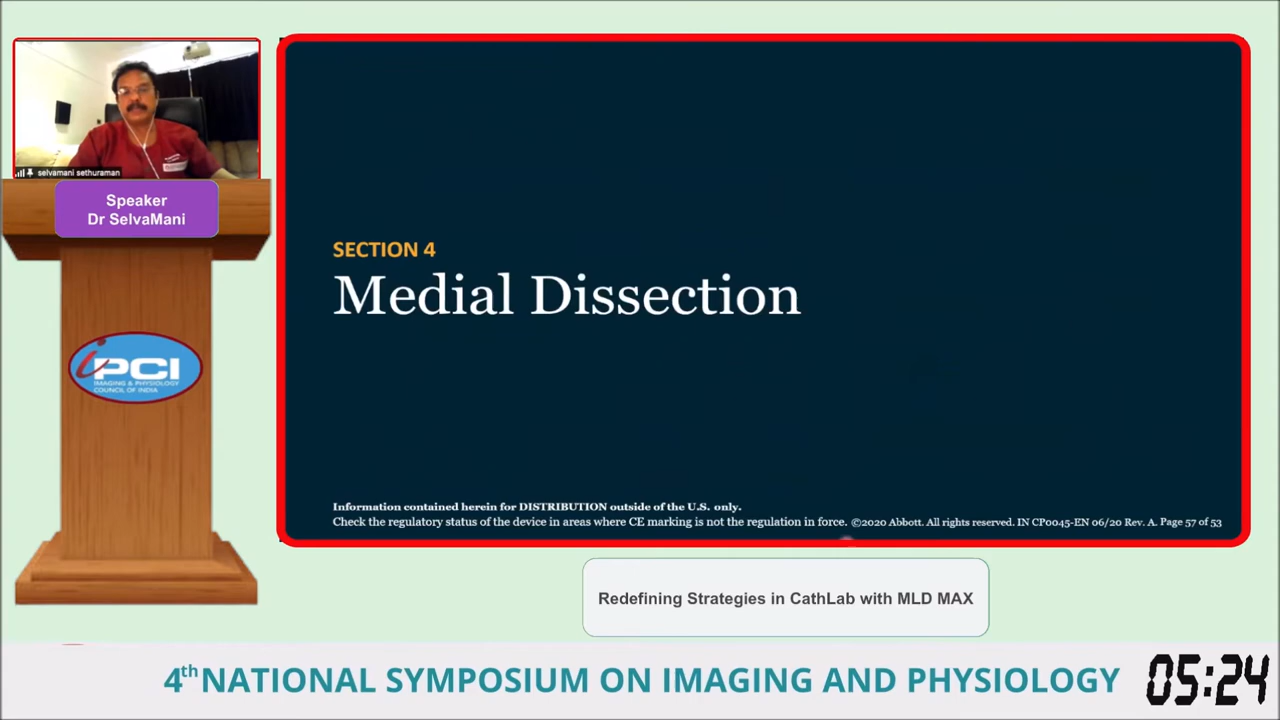 selvamani sethuraman
Speaker
Dr SelvaMani
iPCI
IMAGING & PHYSIOLOGY
COUNCIL OF INDIA
SECTION 4
Medial Dissection
Information contained herein for DISTRIBUTION outside of the U.S. only.
Check the regulatory status of the device in areas where CE marking is not the regulation in force. ©2020 Abbott. All rights reserved. IN CP0045-EN 06/20 Rev. A. Page 57 of 53
Redefining Strategies in CathLab with MLD MAX
4th NATIONAL SYMPOSIUM ON IMAGING AND PHYSIOLOGY
05:24